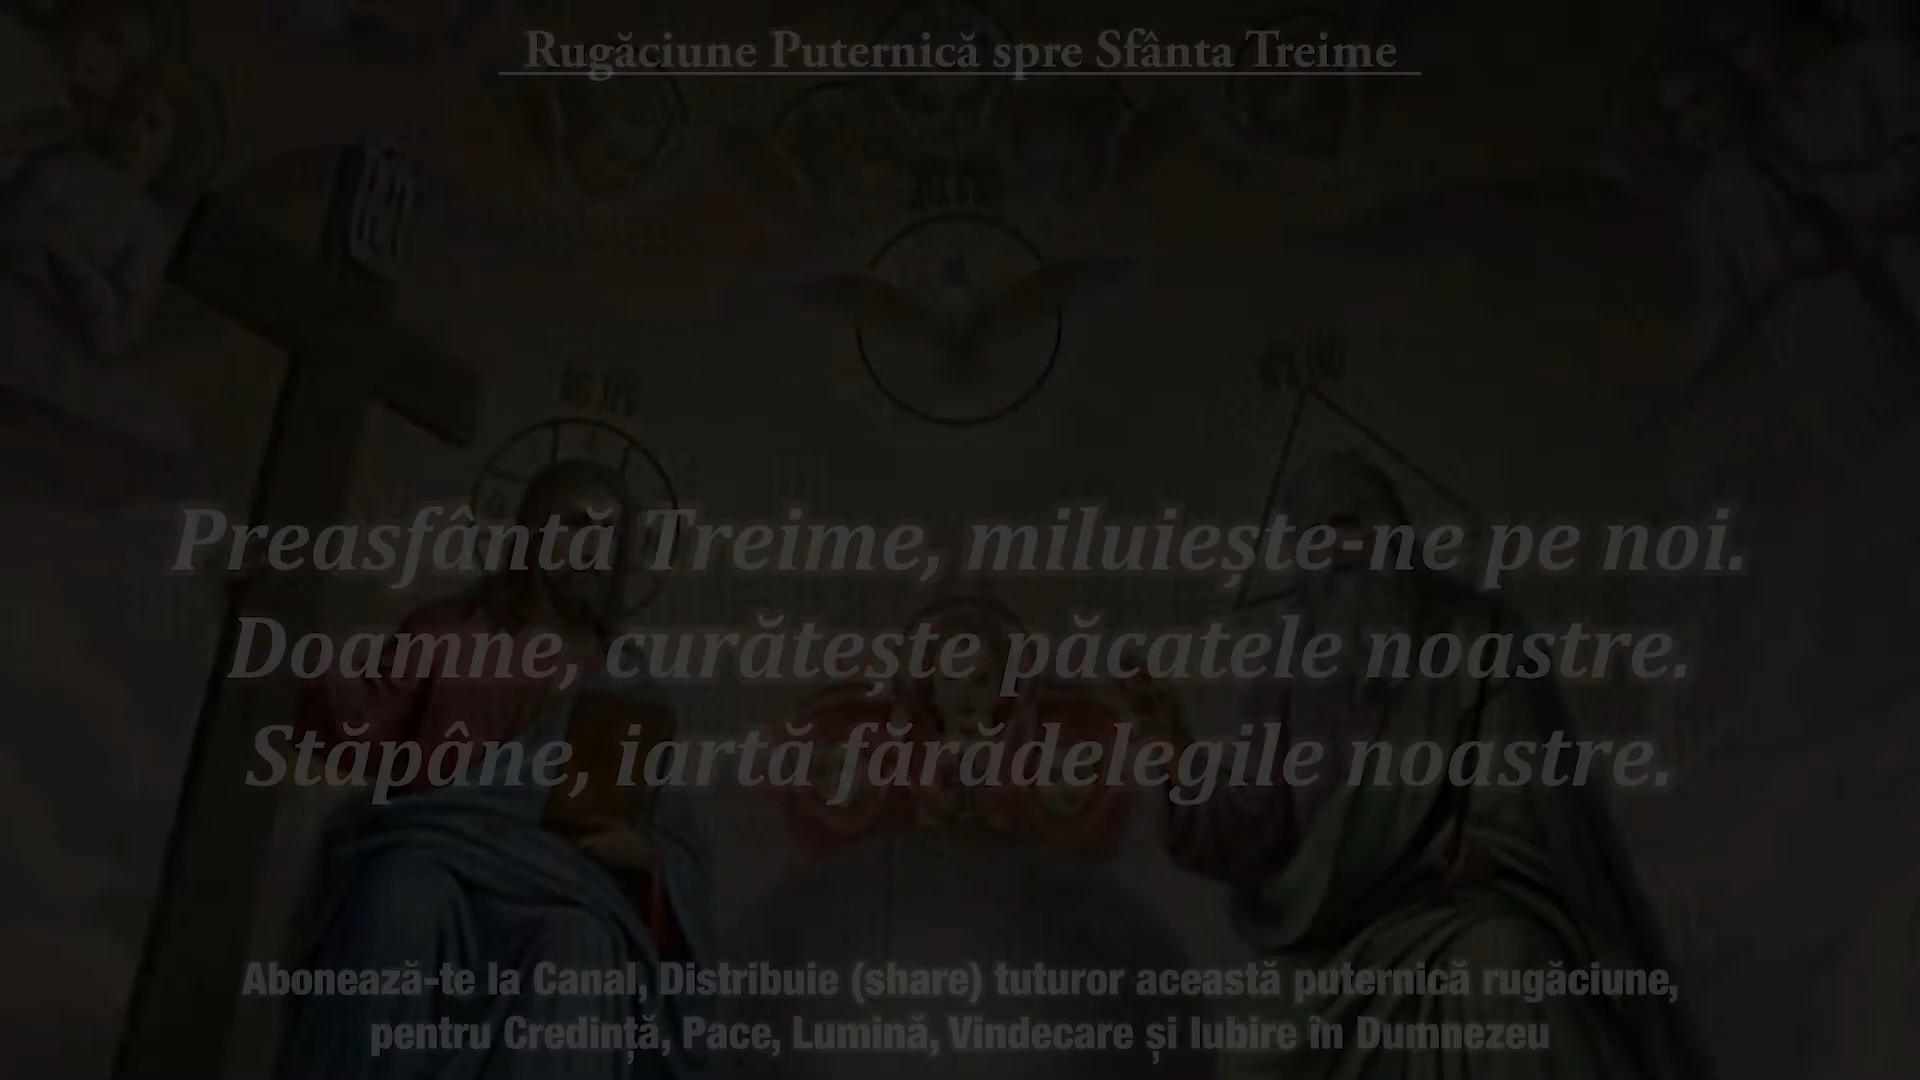 Rugăciune Puternică spre Sfânta Treime
Preasfântă Treime, miluiește-ne pe noi.
Doamne, curătește păcatele noastre.
Stăpâne, iartă fărădelegile noastre.
Abonează-te la Canal, Distribuie (share) tuturor această puternică rugăciune,
pentru Credință, Pace, Lumină, Vindecare și Iubire în Dumnezeu